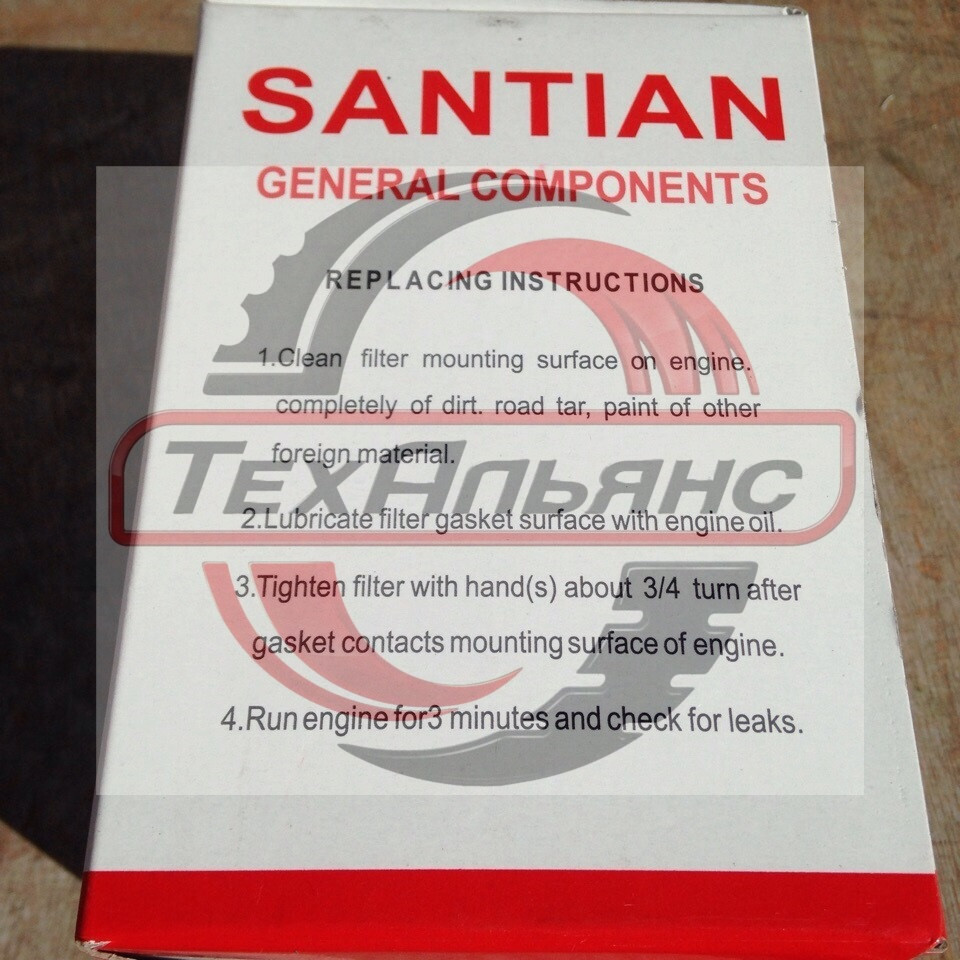 SANTIAN
GENERAL COMPONENTS
REPLACING INSTRUCTIONS
1.Clean filter mounting surface on engine.
completely of dirt. road tar, paint of other
foreign material.
ТехАльянс
2.Lubricate filter gasket surface with engine oil.
3.Tighten filter with hand(s) about 3/4 turn after
gasket contacts mounting surface of engine.
4.Run engine for3 minutes and check for leaks.